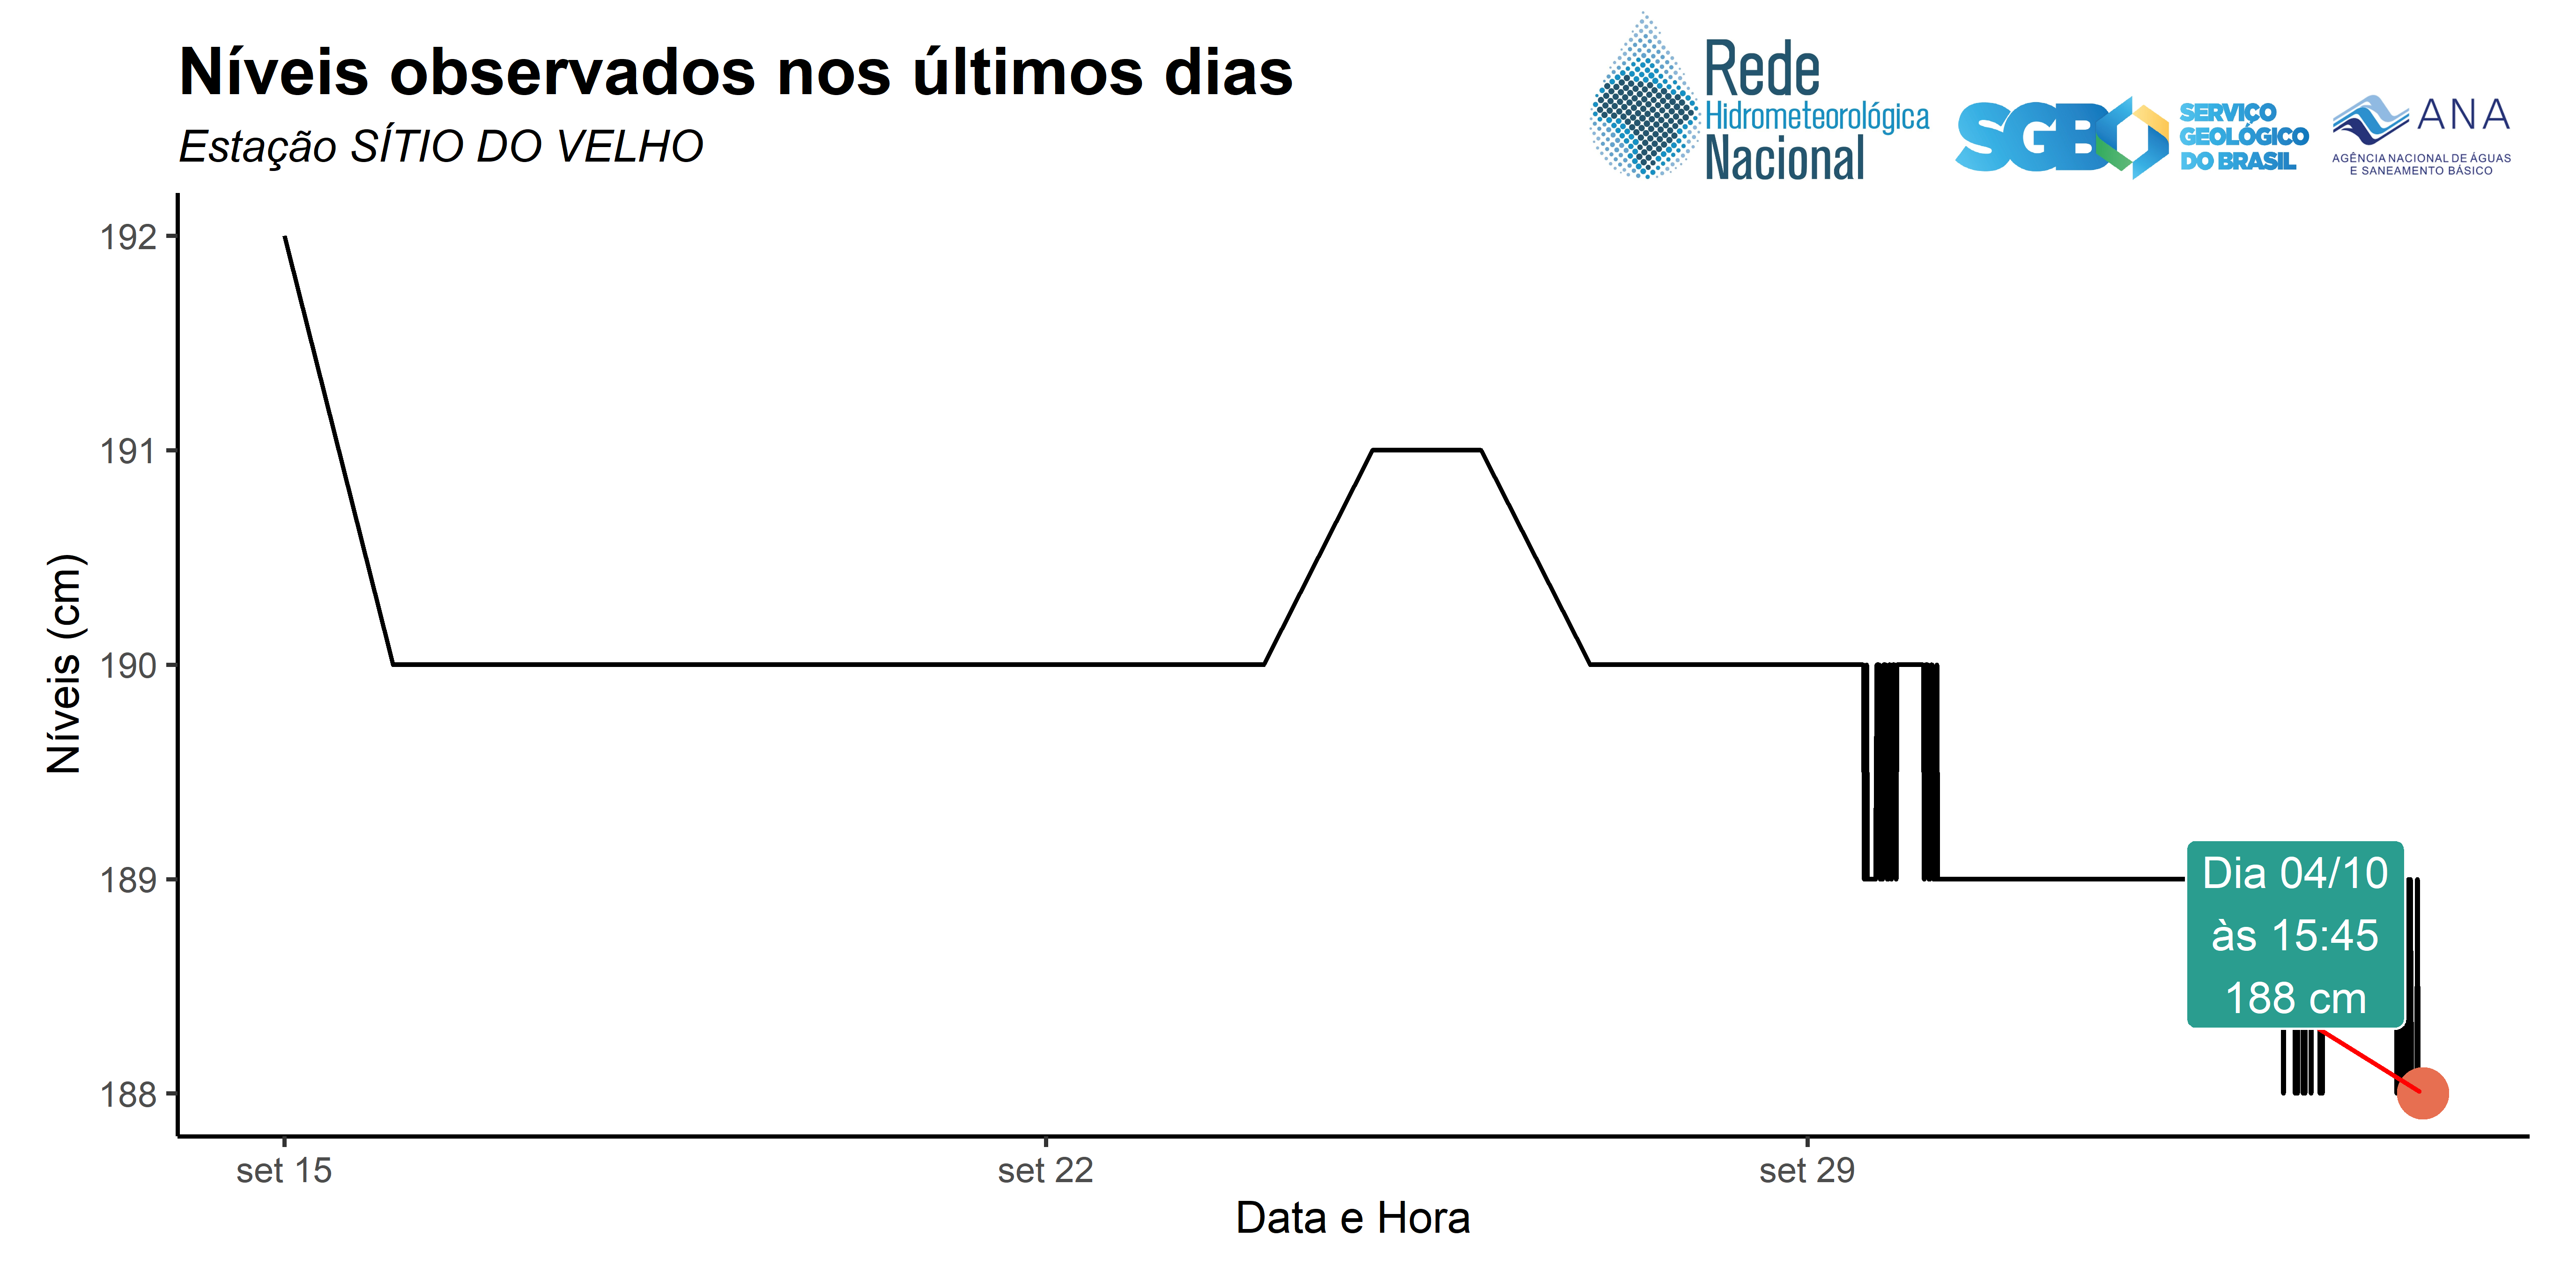 Níveis observados nos últimos dias
Estação SÍTIO DO VELHO
Rede
Hidrometeorológica
Nacional
SGB
SERVIÇO
GEOLÓGICO
DO BRASIL
ANA
AGÊNCIA NACIONAL DE ÁGUAS
E SANEAMENTO BÁSICO
Níveis (cm)
192
191
190
189
188
Dia 04/10
às 15:45
188 cm
set 15
set 22
set 29
Data e Hora